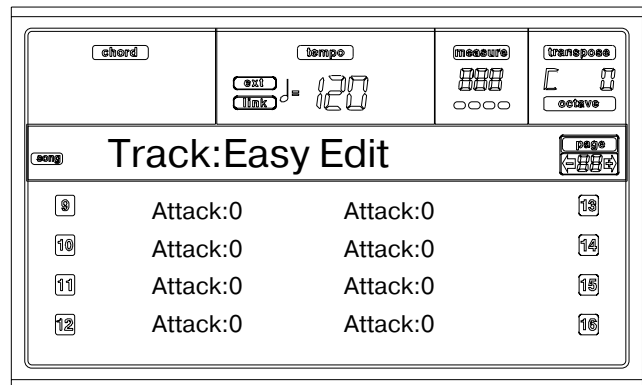 chord tempo measure transpose
ext
link = 120 888 C 0
octave
song Track:Easy Edit page
88
9 Attack:0 Attack:0 13
10 Attack:0 Attack:0 14
11 Attack:0 Attack:0 15
12 Attack:0 Attack:0 16